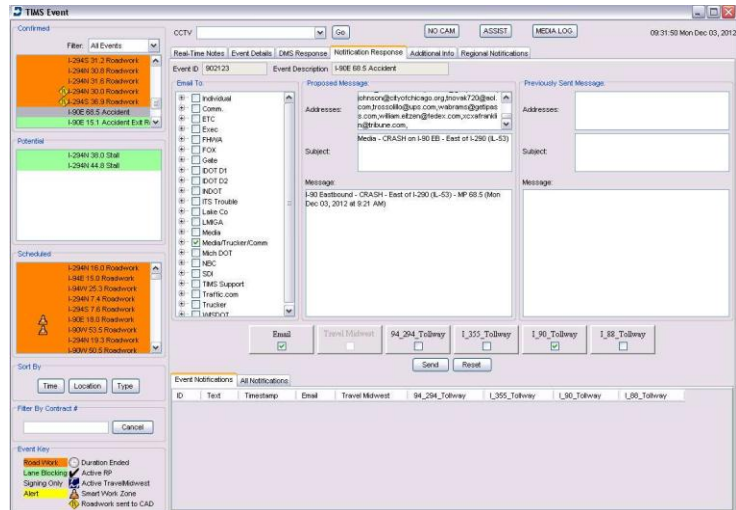 TIMS Event
Confirmed
Filter: All Events
I-294S 31.2 Roadwork
I-294N 30.8 Roadwork
I-294N 31.6 Roadwork
I-294N 30.0 Roadwork
I-294S 38.9 Roadwork
I-90E 68.5 Accident
I-90E 15.1 Accident Exit R
Potential
I-294N 38.0 Stall
I-294N 44.8 Stall
Scheduled
I-294N 16.0 Roadwork
I-94E 15.0 Roadwork
I-94W 25.3 Roadwork
I-294N 7.4 Roadwork
I-294S 7.6 Roadwork
I-90E 18.0 Roadwork
I-90W 53.5 Roadwork
I-294N 19.3 Roadwork
I-90W 50.5 Roadwork
Sort By
Time Location Type
Filter By Contract #
Cancel
Event Key
Road Work Duration Ended
Lane Blocking Active RP
Signing Only Active TravelMidwest
Alert Smart Work Zone
Roadwork sent to CAD
CCTV Go NO CAM ASSIST MEDIA LOG 09:31:50 Mon Dec 03, 2012
Real-Time Notes Event Details DMS Response Notification Response Additional Info Regional Notifications
Event ID 902123 Event Description I-90E 68.5 Accident
Email To:
Individual
Comm.
ETC
Exec
FHWA
FOX
Gate
IDOT D1
IDOT D2
INDOT
ITS Trouble
Lake Co
LMIGA
Media
Media/Trucker/Comm
Mich DOT
NBC
SDI
TIMS Support
Traffic.com
Trucker
WISDOT
Proposed Message:
Addresses:
johnson@cityofchicago.org,tnovak720@aol.
com,trossolillo@ups.com,wabrams@gntlpas
s.com,william.eitzen@fedex.com,xcxafrankli
n@tribune.com,
Subject:
Media - CRASH on I-90 EB - East of I-290 (IL-53)
Message:
I-90 Eastbound - CRASH - East of I-290 (IL-53) - MP 68.5 (Mon
Dec 03, 2012 at 9:21 AM)
Previously Sent Message:
Addresses:
Subject:
Message:
Email Travel Midwest 94_294_Tollway I_355_Tollway I_90_Tollway I_88_Tollway
Send Reset
Event Notifications All Notifications
ID Text Timestamp Email Travel Midwest 94_294_Tollway I_355_Tollway I_90_Tollway I_88_Tollway